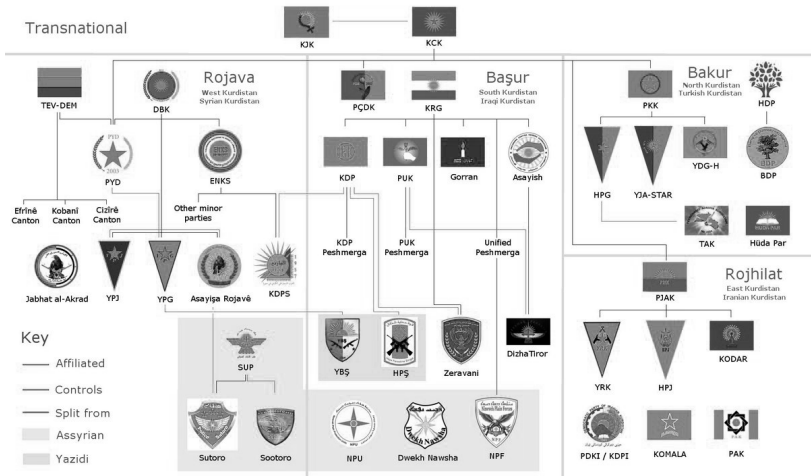 Transnational
KJK
KCK
Rojava
West Kurdistan
Syrian Kurdistan
TEV-DEM
DBK
PYD
2003
PYD
ENKS
Other minor
parties
Efrînê
Canton
Kobanî
Canton
Cizîrê
Canton
Jabhat al-Akrad
YPJ
YPG
Asayişa Rojavê
KDPS
Başur
South Kurdistan
Iraqi Kurdistan
PÇDK
KRG
KDP
PUK
Gorran
Asayish
KDP
Peshmerga
PUK
Peshmerga
Unified
Peshmerga
YBŞ
HPŞ
Zeravani
DizhaTiror
Bakur
North Kurdistan
Turkish Kurdistan
PKK
HDP
HPG
YJA-STAR
YDG-H
BDP
BDP
TAK
Hüda Par
Rojhilat
East Kurdistan
Iranian Kurdistan
PJAK
YRK
HPJ
KODAR
PDKI / KDPI
KOMALA
PAK
Key
Affiliated
Controls
Split from
Assyrian
Yazidi
SUP
Sutoro
Sootoro
NPU
Dwekh Nawsha
NPF